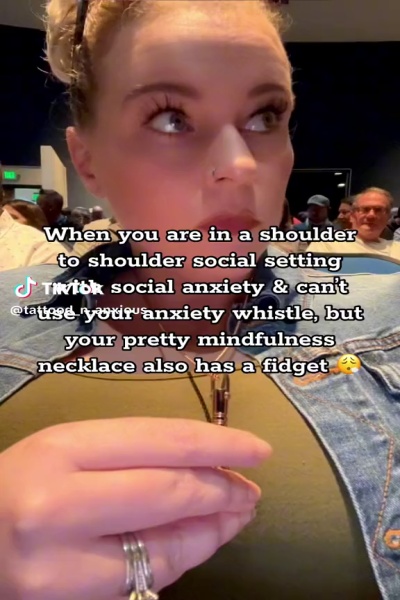 When you are in a shoulder
to shoulder social setting
with social anxiety & can't
use your anxiety whistle, but
your pretty mindfulness
necklace also has a fidget 😮‍💨
TikTok
@tattooed_n_anxious